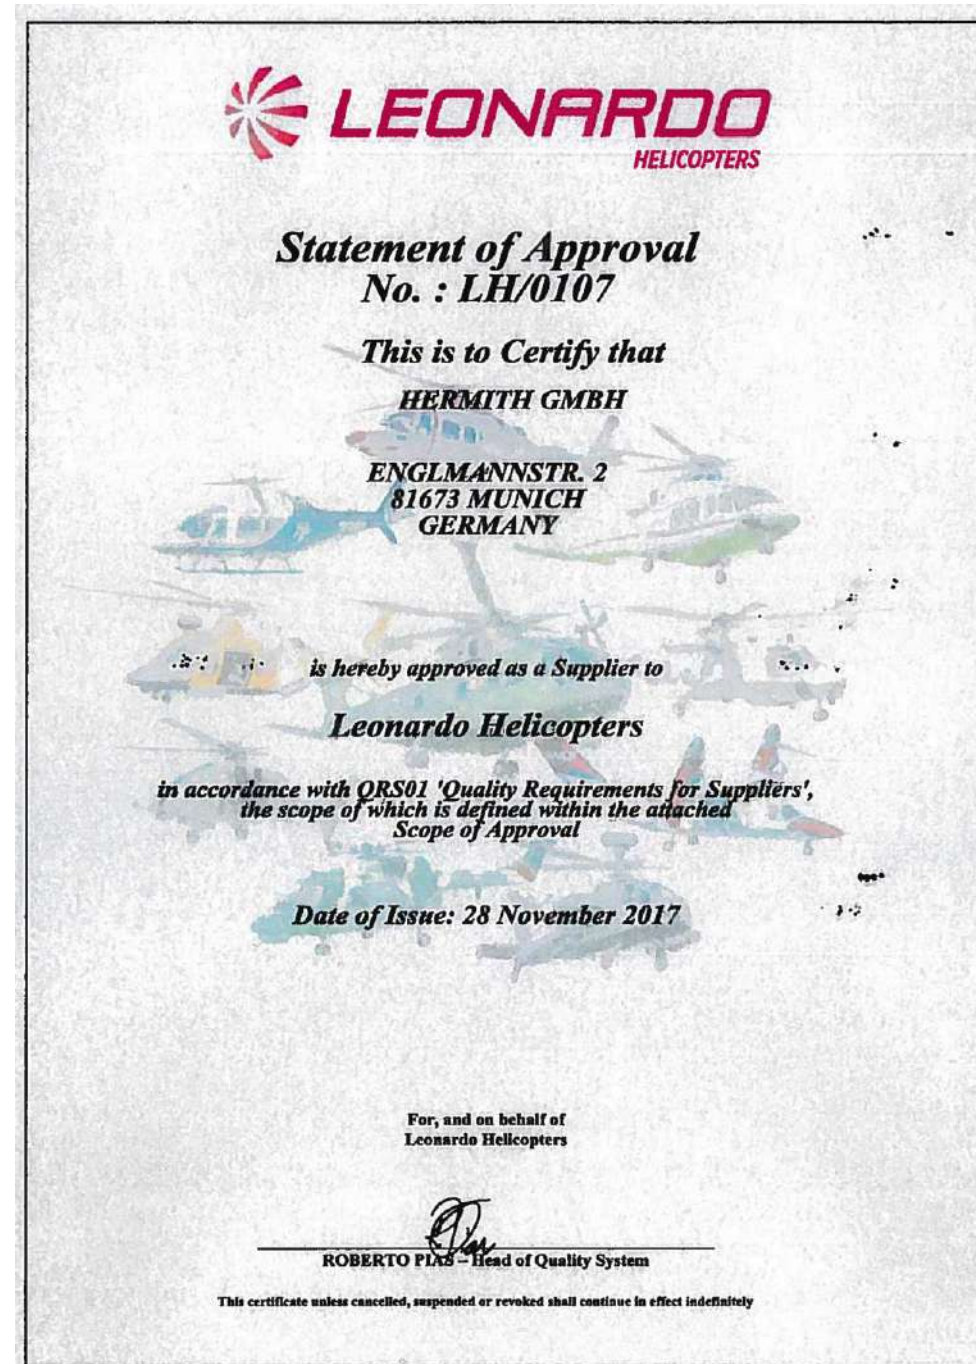 LEONARDO
HELICOPTERS
Statement of Approval
No. : LH/0107
This is to Certify that
HERMITH GMBH
ENGLMANNSTR. 2
81673 MUNICH
GERMANY
is hereby approved as a Supplier to
Leonardo Helicopters
in accordance with QRS01 'Quality Requirements for Suppliers',
the scope of which is defined within the attached
Scope of Approval
Date of Issue: 28 November 2017
For, and on behalf of
Leonardo Helicopters
ROBERTO PIAS – Head of Quality System
This certificate unless cancelled, suspended or revoked shall continue in effect indefinitely